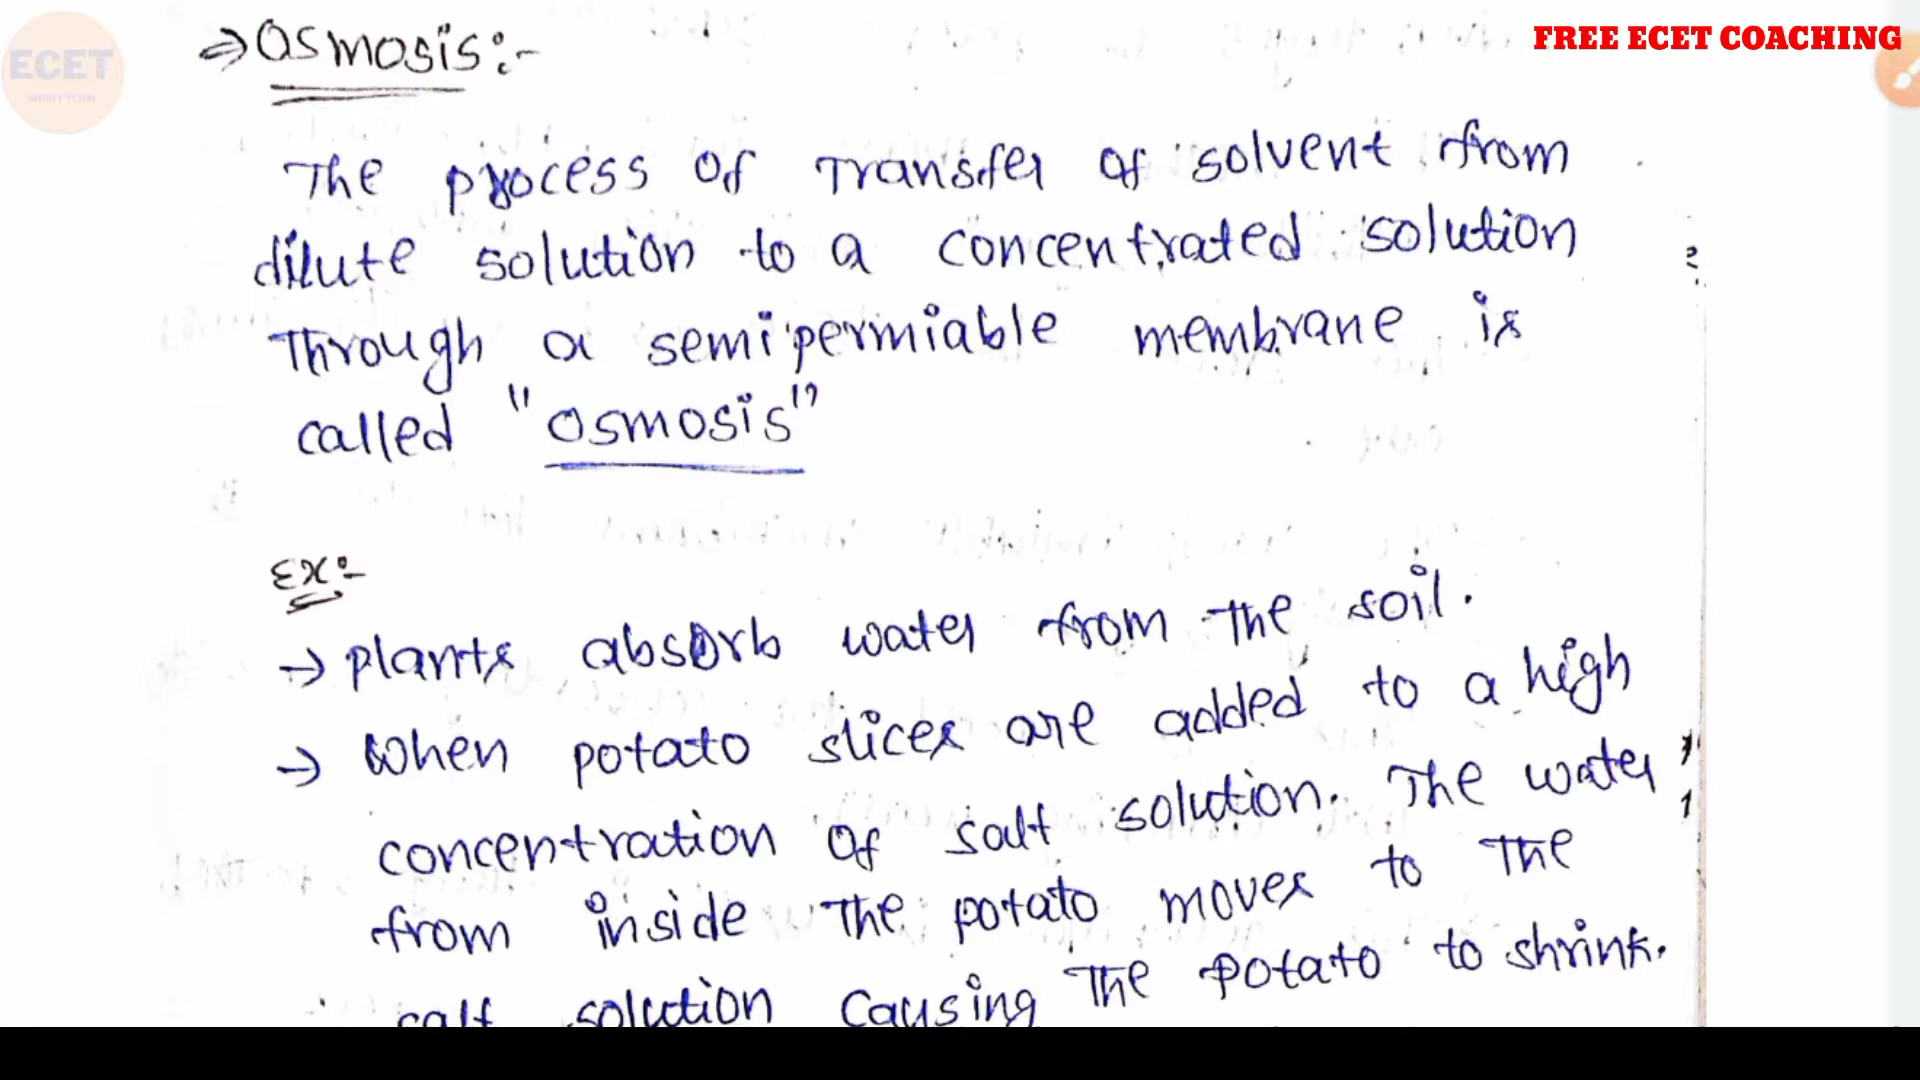 ECET
FREE ECET COACHING
⇒ Osmosis:-
The process of Transfer of solvent from
dilute solution to a concentrated solution
Through a semipermiable membrane is
called "osmosis"
Ex:-
→ plants absorb water from The soil.
→ When potato slices are added to a high
concentration of salt solution. The water
from inside The potato moves to The
salt solution causing The potato to shrink.